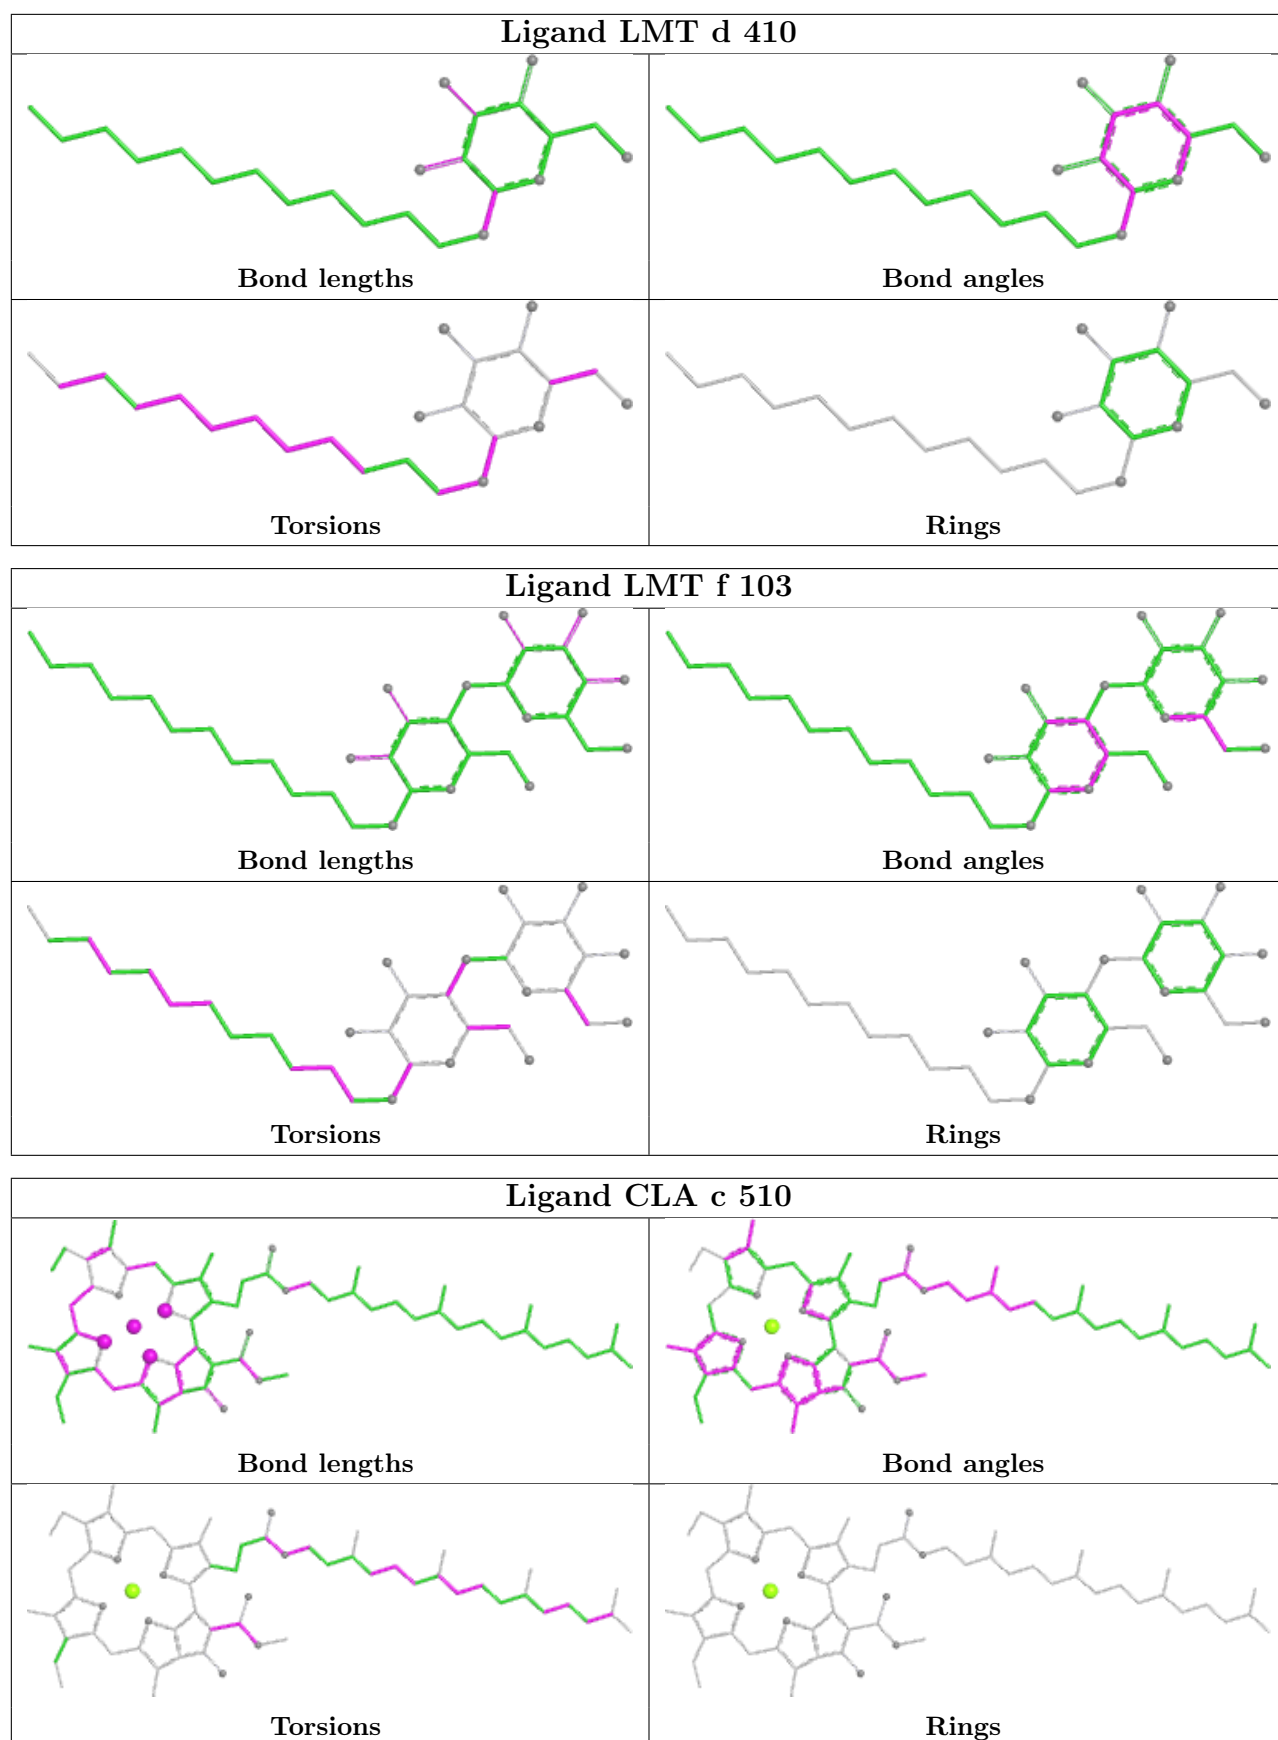 Ligand LMT d 410
Bond lengths
Bond angles
Torsions
Rings
Ligand LMT f 103
Bond lengths
Bond angles
Torsions
Rings
Ligand CLA c 510
Bond lengths
Bond angles
Torsions
Rings